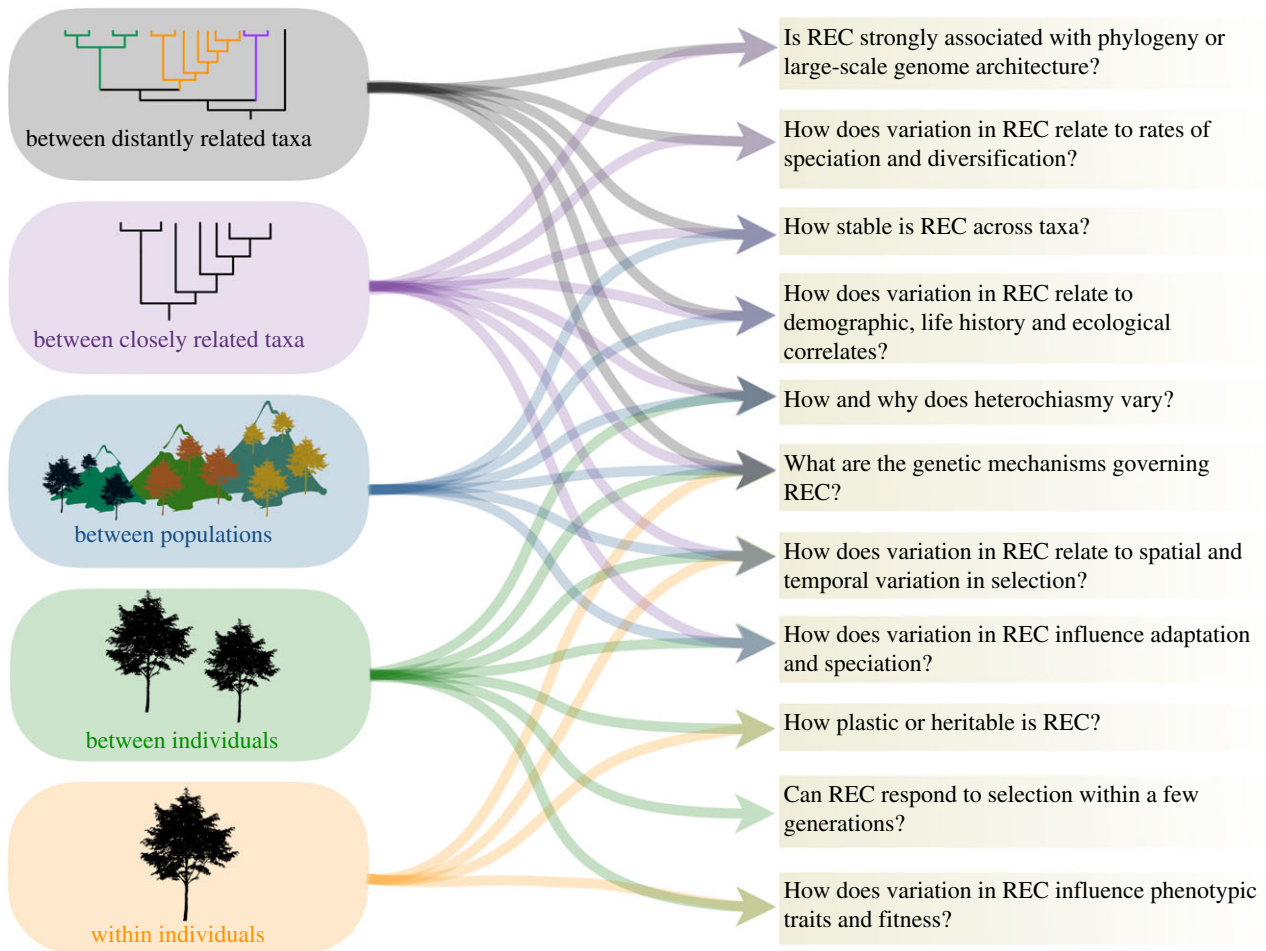 between distantly related taxa
between closely related taxa
between populations
between individuals
within individuals
Is REC strongly associated with phylogeny or
large-scale genome architecture?
How does variation in REC relate to rates of
speciation and diversification?
How stable is REC across taxa?
How does variation in REC relate to
demographic, life history and ecological
correlates?
How and why does heterochiasmy vary?
What are the genetic mechanisms governing
REC?
How does variation in REC relate to spatial and
temporal variation in selection?
How does variation in REC influence adaptation
and speciation?
How plastic or heritable is REC?
Can REC respond to selection within a few
generations?
How does variation in REC influence phenotypic
traits and fitness?